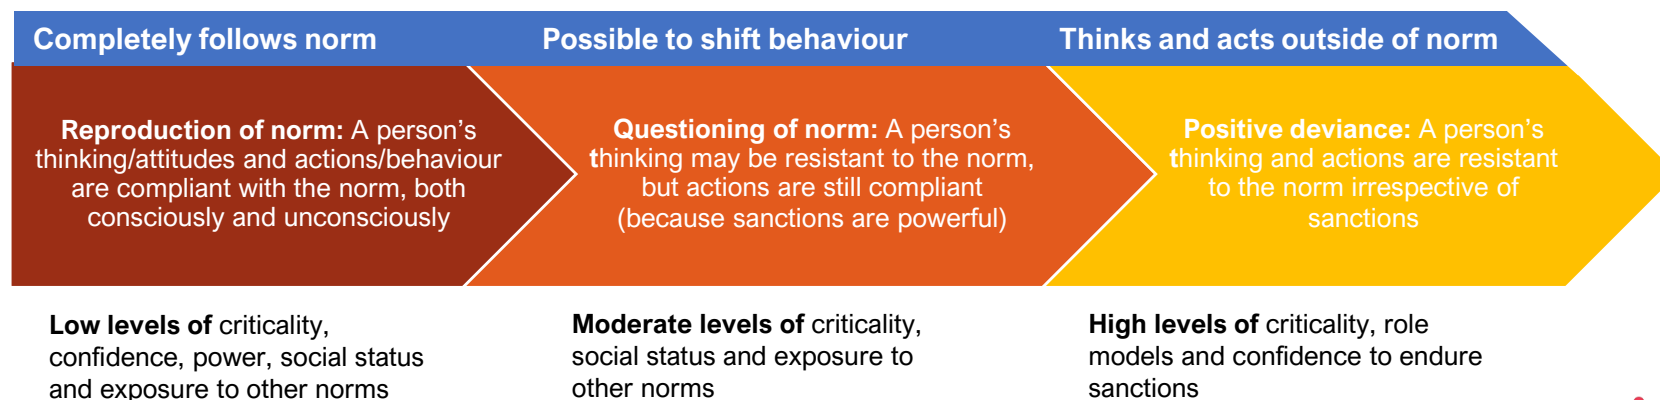 Completely follows norm
Possible to shift behaviour
Thinks and acts outside of norm
Reproduction of norm: A person's
thinking/attitudes and actions/behaviour
are compliant with the norm, both
consciously and unconsciously
Questioning of norm: A person's
thinking may be resistant to the norm,
but actions are still compliant
(because sanctions are powerful)
Positive deviance: A person's
thinking and actions are resistant
to the norm irrespective of
sanctions
Low levels of criticality,
confidence, power, social status
and exposure to other norms
Moderate levels of criticality,
social status and exposure to
other norms
High levels of criticality, role
models and confidence to endure
sanctions